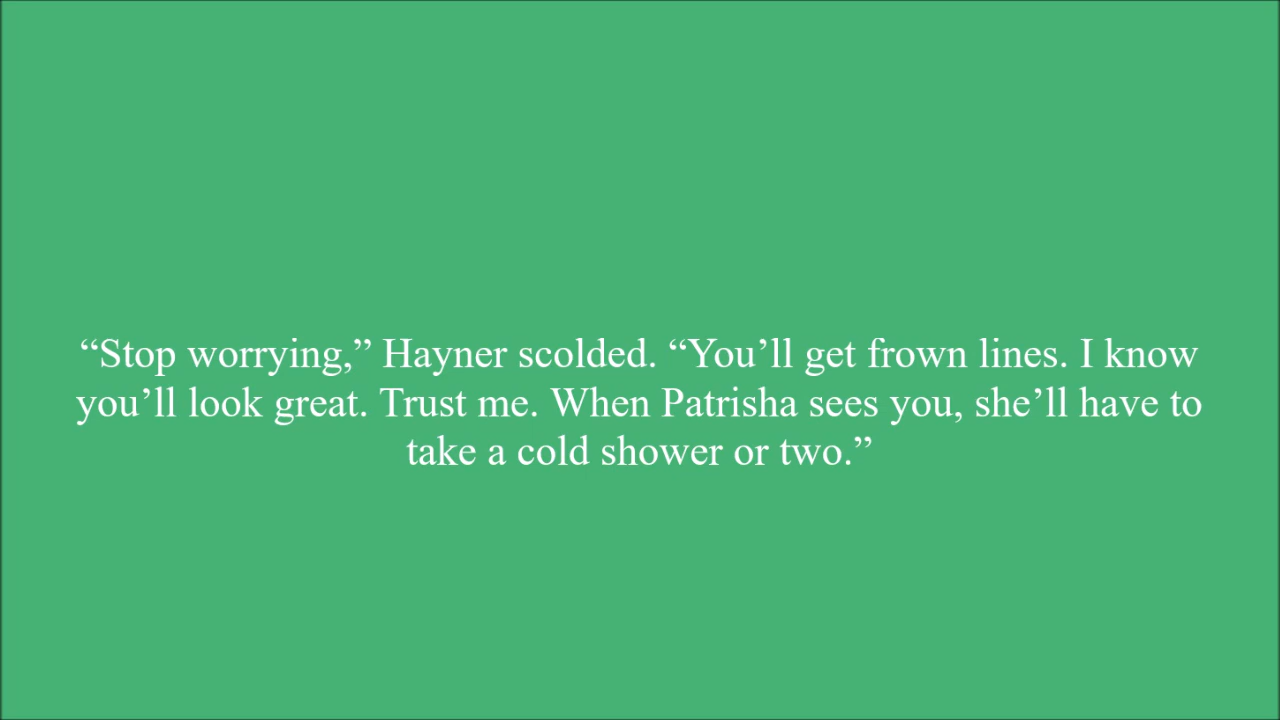 “Stop worrying,” Hayner scolded. “You’ll get frown lines. I know
you’ll look great. Trust me. When Patrisha sees you, she’ll have to
take a cold shower or two.”